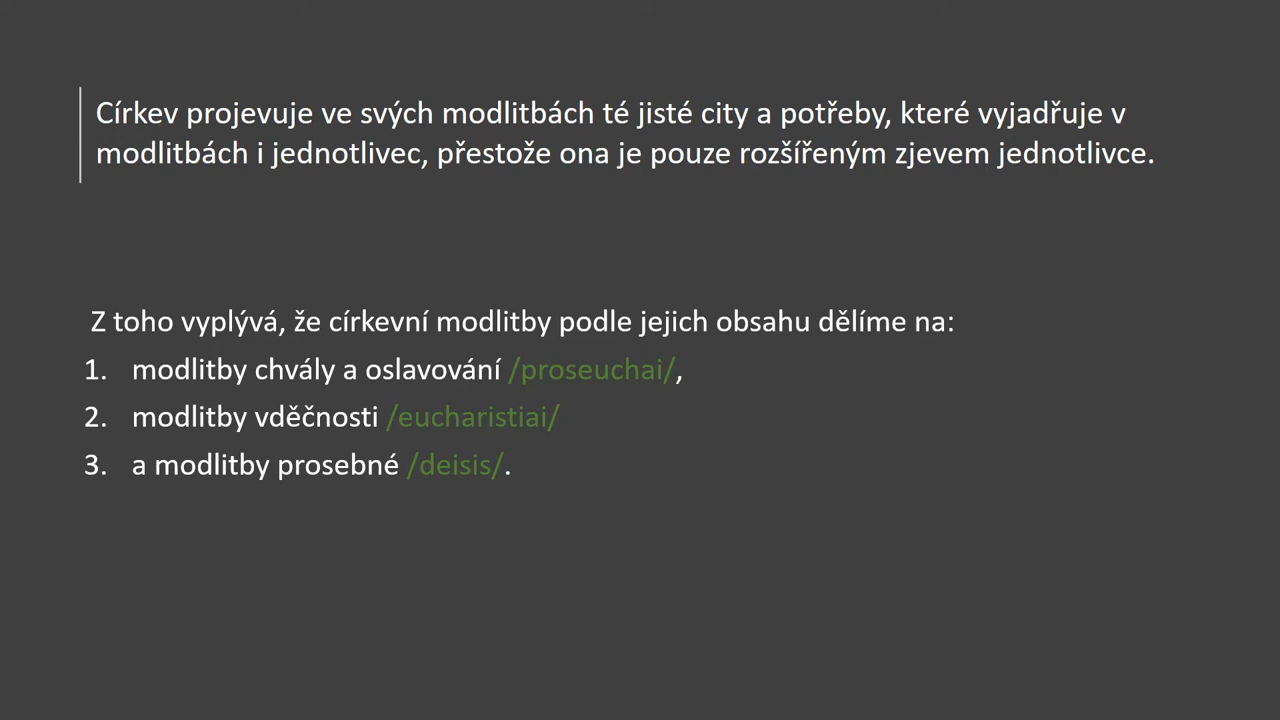 Církev projevuje ve svých modlitbách té jisté city a potřeby, které vyjadřuje v
modlitbách i jednotlivec, přestože ona je pouze rozšířeným zjevem jednotlivce.
Z toho vyplývá, že církevní modlitby podle jejich obsahu dělíme na:
1. modlitby chvály a oslavování /proseuchai/,
2. modlitby vděčnosti /eucharistiai/
3. a modlitby prosebné /deisis/.